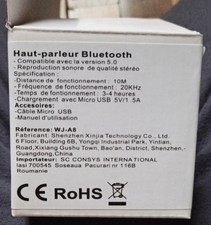 Haut-parleur Bluetooth
- Compatible avec la version 5.0
- Reproduction sonore de qualité stéréo
Spécification:
- Distance de fonctionnement: 10M
- Fréquence de fonctionnement: 20KHz
- Temps de fonctionnement: 3-4 heures
- Chargement avec Micro USB 5V/1.5A
Accesoires:
-Câble Micro USB
-Manuel d'utilisation
Référence: WJ-A8
Fabricant: Shenzhen Xinjia Technology Co., Ltd
6 Floor, Building 6B, Yongqi Industrial Park, Yintian,
Road, Xixiang Gushu Town, Bao'an, District, Shenzhen,
Guangdong, China
Importateur: SC CONSYS INTERNATIONAL
Iasi 700545 Soseaua Pacurari nr 116B
Roumanie
CE RoHS